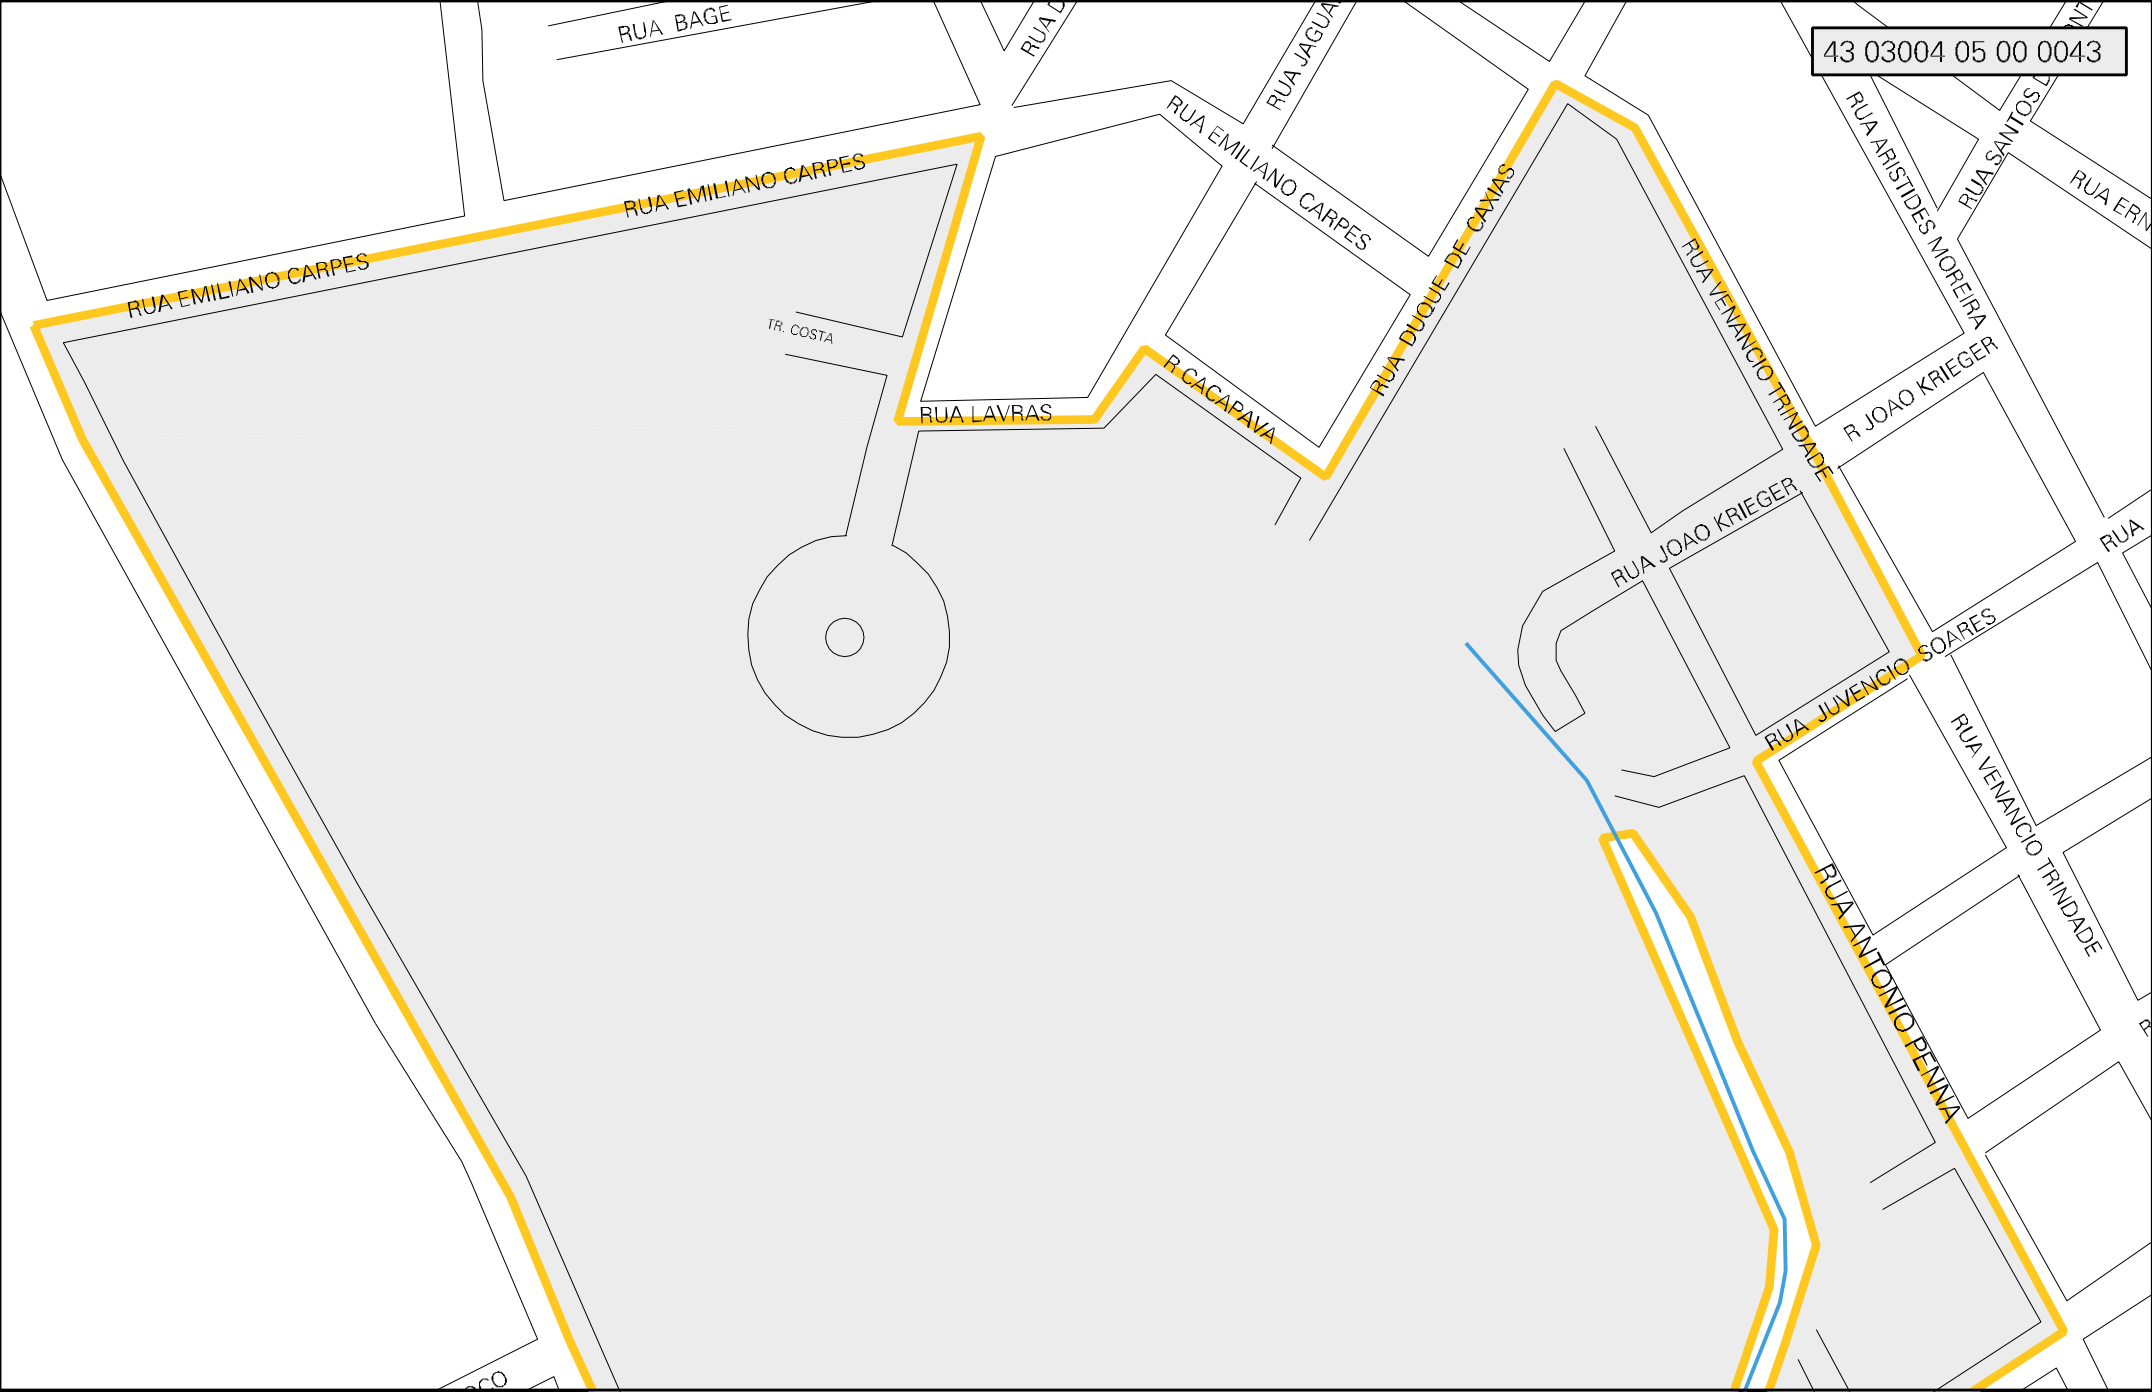 RUA BAGE
43 03004 05 00 0043
RUA EMILIANO CARPES
RUA EMILIANO CARPES
RUA EMILIANO CARPES
RUA ARISTIDES MOREIRA
RUA SANTOS
TR. COSTA
RUA LAVRAS
R CACAPAVA
RUA DUQUE DE CAXIAS
RUA VENANCIO TRINDADE
R JOAO KRIEGER
RUA JOAO KRIEGER
RUA
RUA JUVENCIO SOARES
RUA VENANCIO TRINDADE
RUA ANTONIO PENNA